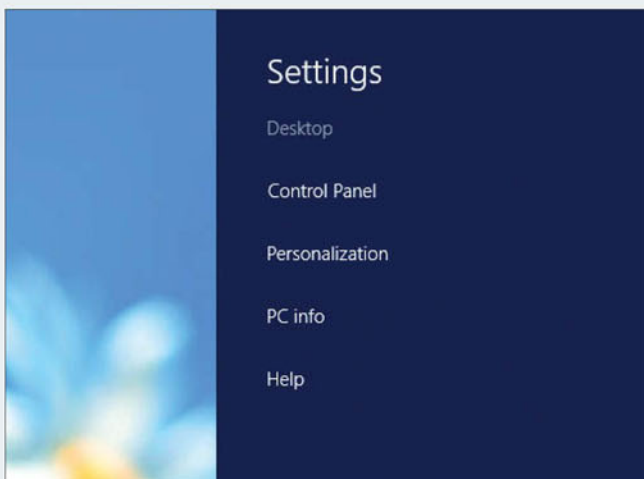 Settings
Desktop
Control Panel
Personalization
PC info
Help